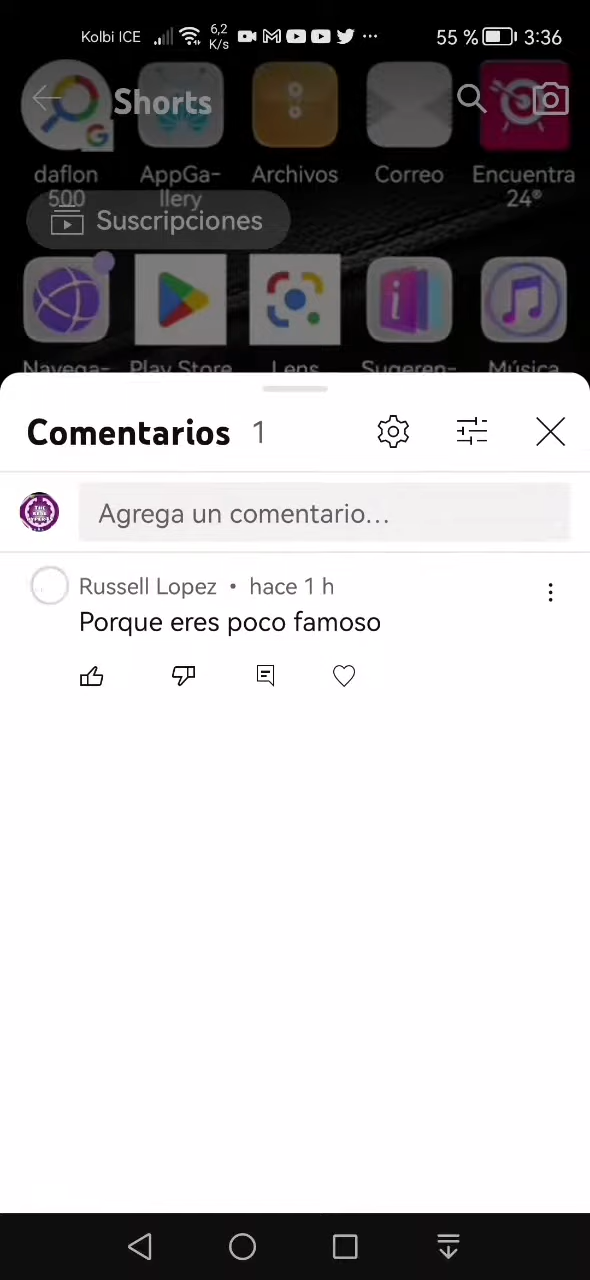 Kolbi ICE 6,2 K/s 55 % 3:36
Shorts
daflon 500
AppGa-llery
Archivos
Correo
Encuentra 24®
Suscripciones
Navega-
Play Store
Lens
Sugeren-
Música
Comentarios 1
Agrega un comentario...
Russell Lopez • hace 1 h
Porque eres poco famoso